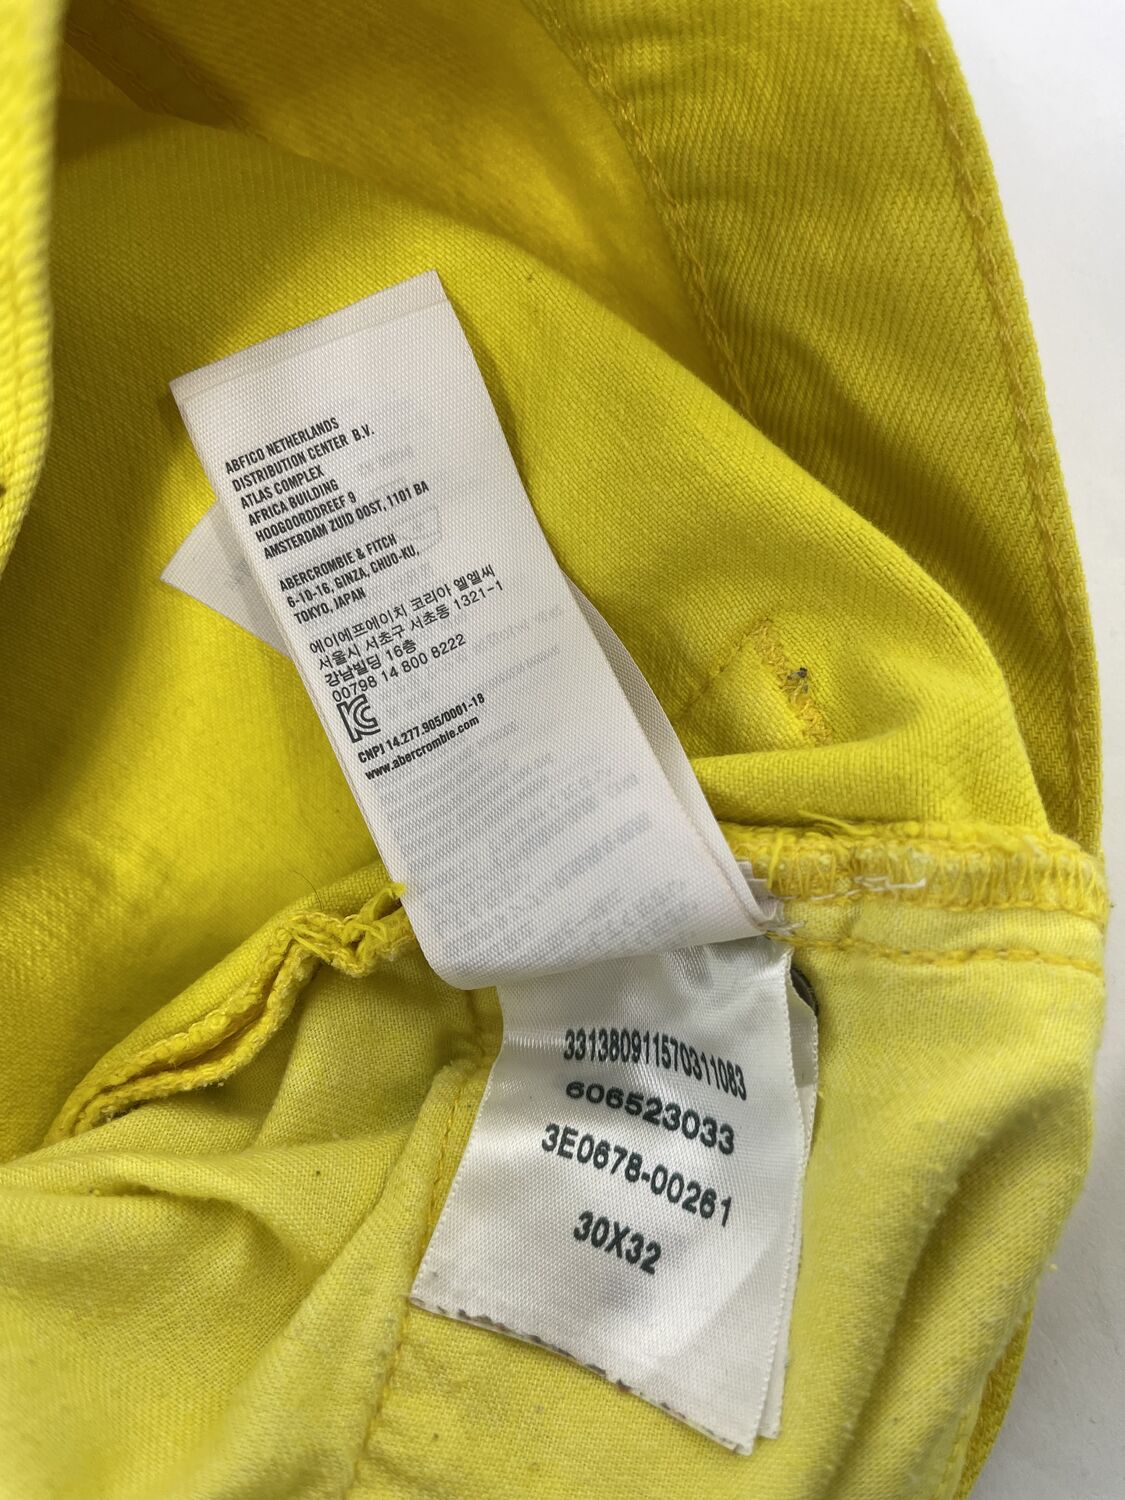 ABFICO NETHERLANDS
DISTRIBUTION CENTER B.V.
ATLAS COMPLEX
AFRICA BUILDING
HOOGOORDDREEF 9
AMSTERDAM ZUID OOST, 1101 BA
ABERCROMBIE & FITCH
6-10-16, GINZA, CHUO-KU,
TOKYO, JAPAN
에이에프에이치 코리아 엘엘씨
서울시 서초구 서초동 1321-1
강남빌딩 16층
00798 14 800 8222
CNPJ 14.277.905/0001-18
www.abercrombie.com
331380911570311083
606523033
3E0678-00261
30X32